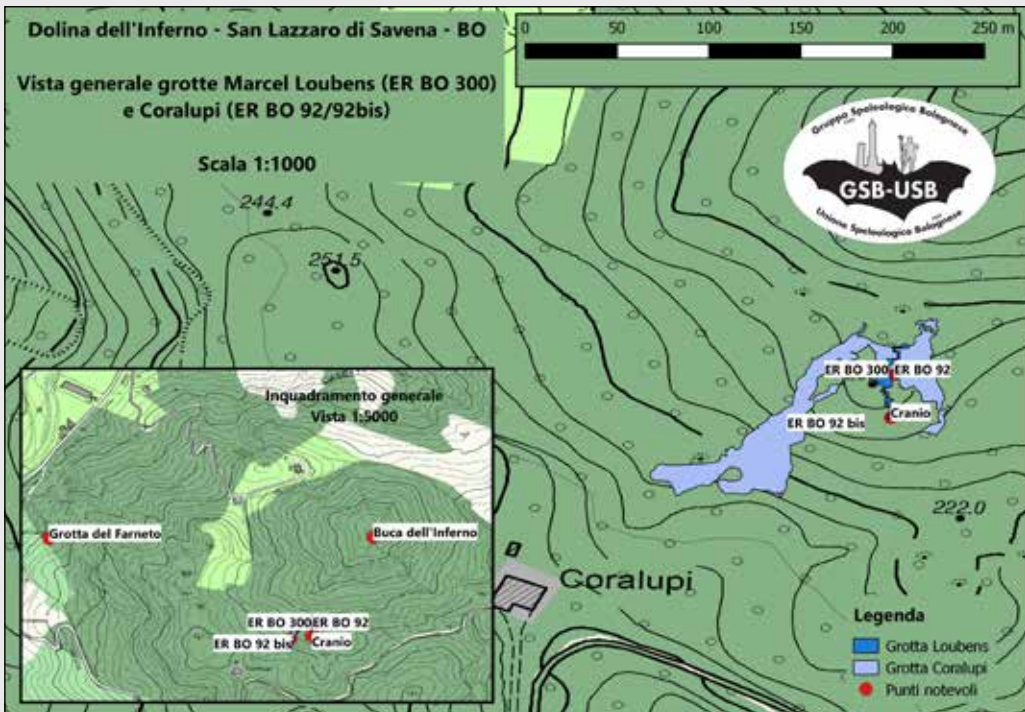 Dolina dell'Inferno - San Lazzaro di Savena - BO
Vista generale grotte Marcel Loubens (ER BO 300)
e Coralupi (ER BO 92/92bis)
Scala 1:1000
0 50 100 150 200 250 m
Gruppo Speleologico Bolognese
GSB-USB
Unione Speleologica Bolognese
244.4
251.5
ER BO 300
ER BO 92
Cranio
ER BO 92 bis
222.0
Coralupi
Inquadramento generale
Vista 1:5000
Grotta del Farneto
Buca dell'Inferno
ER BO 300
ER BO 92
ER BO 92 bis
Cranio
Legenda
Grotta Loubens
Grotta Coralupi
Punti notevoli